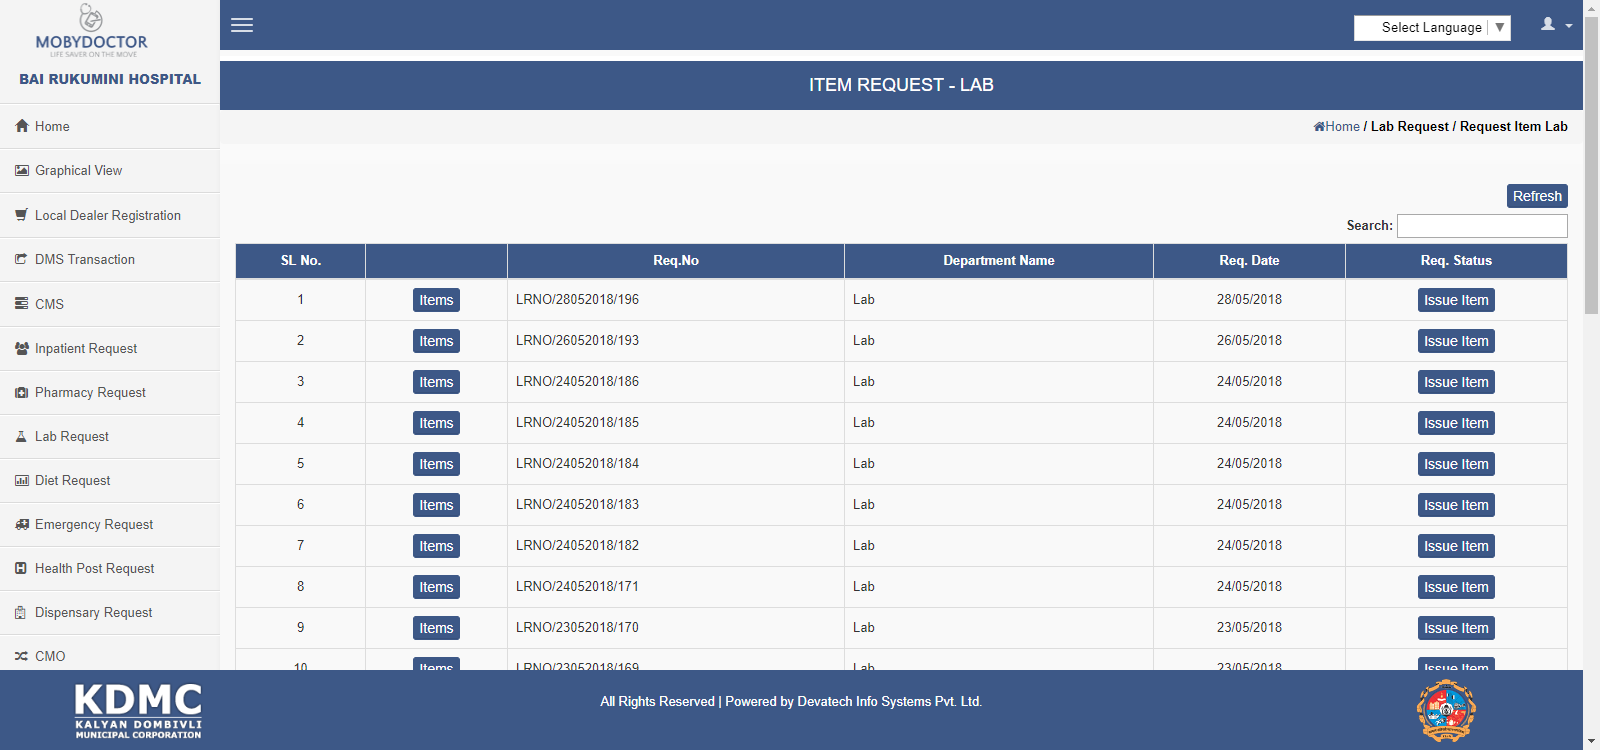 MOBYDOCTOR
LIFE SAVER ON THE MOVE
BAI RUKUMINI HOSPITAL
Home
Graphical View
Local Dealer Registration
DMS Transaction
CMS
Inpatient Request
Pharmacy Request
Lab Request
Diet Request
Emergency Request
Health Post Request
Dispensary Request
CMO
Select Language ▼
ITEM REQUEST - LAB
Home / Lab Request / Request Item Lab
Refresh
Search:
SL No. Req.No Department Name Req. Date Req. Status
1 Items LRNO/28052018/196 Lab 28/05/2018 Issue Item
2 Items LRNO/26052018/193 Lab 26/05/2018 Issue Item
3 Items LRNO/24052018/186 Lab 24/05/2018 Issue Item
4 Items LRNO/24052018/185 Lab 24/05/2018 Issue Item
5 Items LRNO/24052018/184 Lab 24/05/2018 Issue Item
6 Items LRNO/24052018/183 Lab 24/05/2018 Issue Item
7 Items LRNO/24052018/182 Lab 24/05/2018 Issue Item
8 Items LRNO/24052018/171 Lab 24/05/2018 Issue Item
9 Items LRNO/23052018/170 Lab 23/05/2018 Issue Item
10 Items LRNO/23052018/169 Lab 23/05/2018 Issue Item
KDMC
KALYAN DOMBIVLI
MUNICIPAL CORPORATION
All Rights Reserved | Powered by Devatech Info Systems Pvt. Ltd.